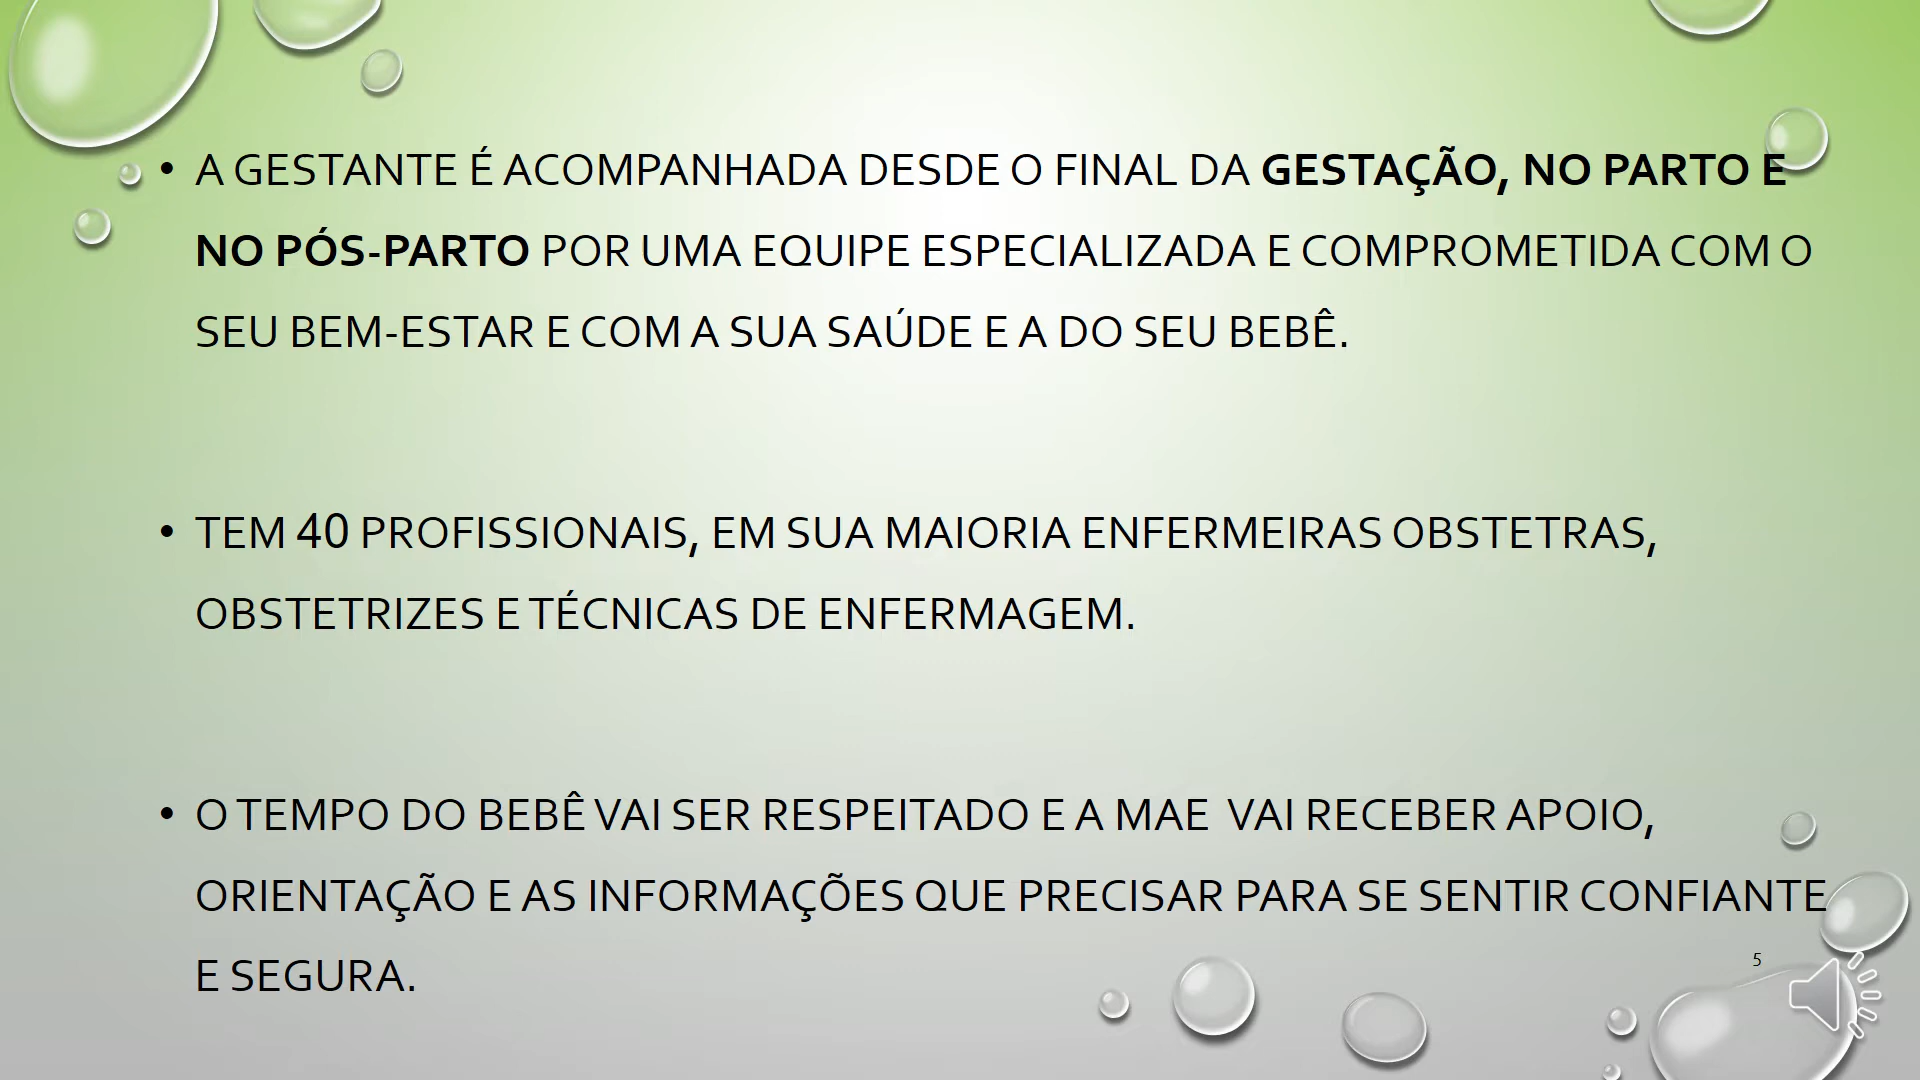 • A GESTANTE É ACOMPANHADA DESDE O FINAL DA GESTAÇÃO, NO PARTO E
NO PÓS-PARTO POR UMA EQUIPE ESPECIALIZADA E COMPROMETIDA COM O
SEU BEM-ESTAR E COM A SUA SAÚDE E A DO SEU BEBÊ.
• TEM 40 PROFISSIONAIS, EM SUA MAIORIA ENFERMEIRAS OBSTETRAS,
OBSTETRIZES E TÉCNICAS DE ENFERMAGEM.
• O TEMPO DO BEBÊ VAI SER RESPEITADO E A MAE  VAI RECEBER APOIO,
ORIENTAÇÃO E AS INFORMAÇÕES QUE PRECISAR PARA SE SENTIR CONFIANTE
E SEGURA.
5